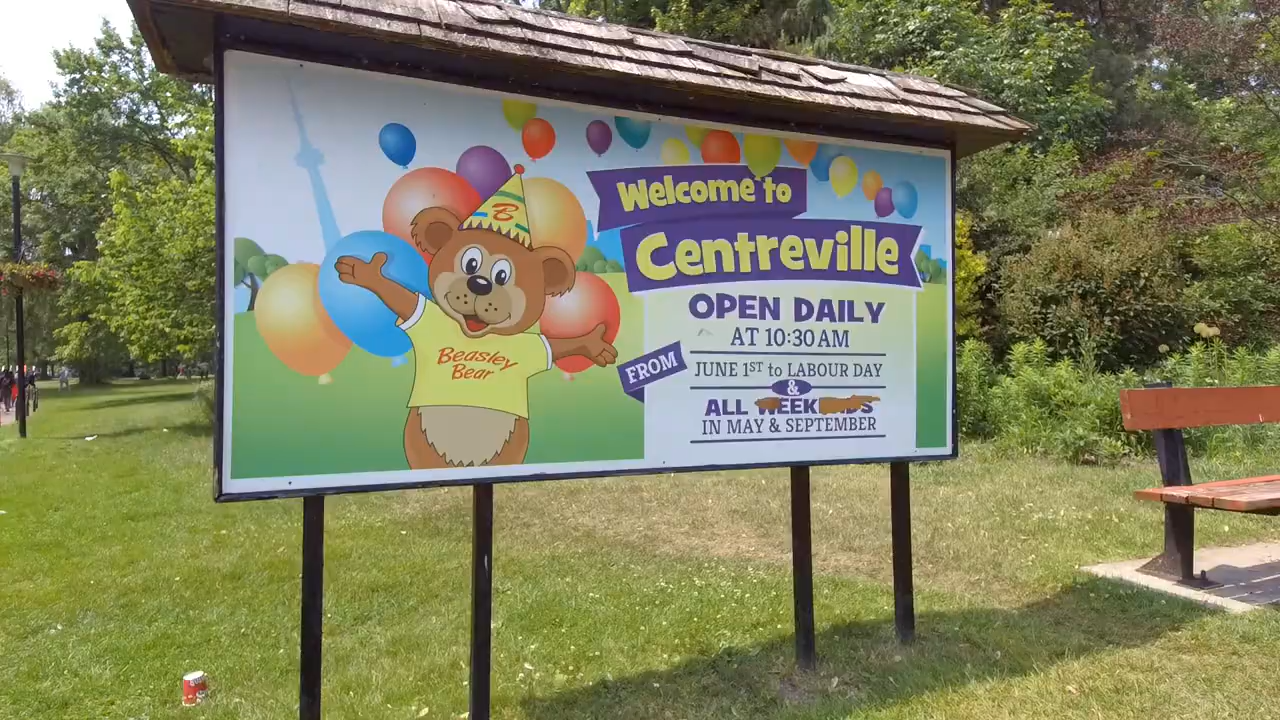 Welcome to
Centreville
OPEN DAILY
AT 10:30 AM
FROM
JUNE 1ST to LABOUR DAY
&
ALL WEEKENDS
IN MAY & SEPTEMBER
B
Beasley
Bear